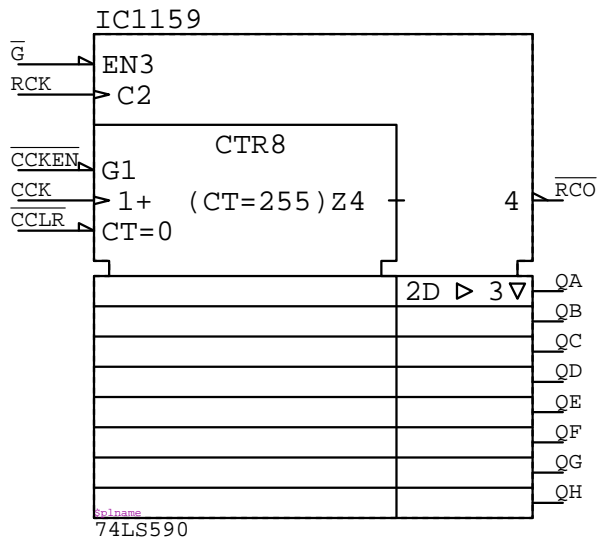 IC1159
G
EN3
RCK
C2
CTR8
CCKEN
G1
CCK
1+ (CT=255)Z4
4
RCO
CCLR
CT=0
2D ▷ 3 ▽
QA
QB
QC
QD
QE
QF
QG
QH
$plname
74LS590